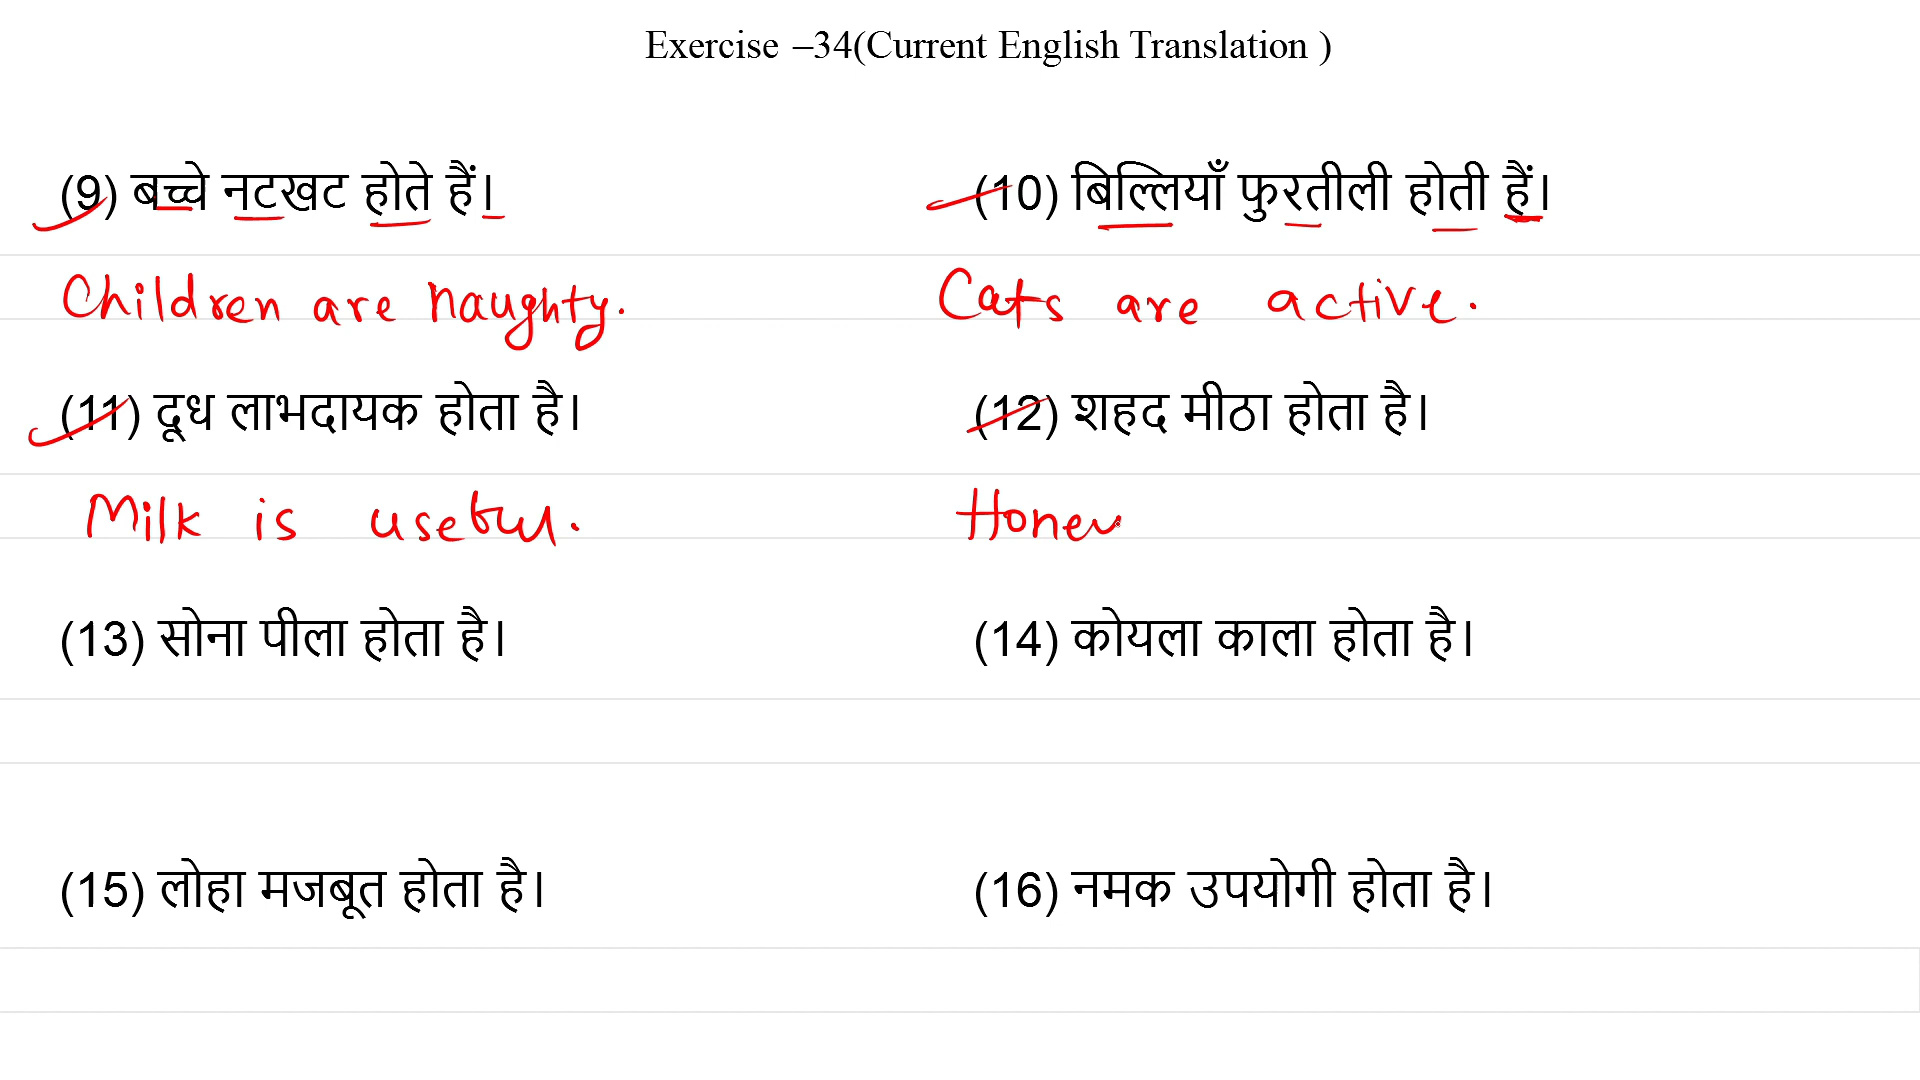 Exercise –34(Current English Translation )
(9) बच्चे नटखट होते हैं।
(10) बिल्लियाँ फुरतीली होती हैं।
Children are naughty.
Cats are active.
(11) दूध लाभदायक होता है।
(12) शहद मीठा होता है।
Milk is useful.
Honey
(13) सोना पीला होता है।
(14) कोयला काला होता है।
(15) लोहा मजबूत होता है।
(16) नमक उपयोगी होता है।